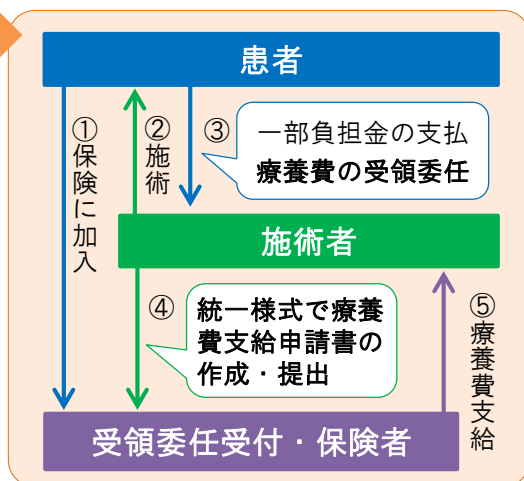 患者
①保険に加入
②施術
③
一部負担金の支払
療養費の受領委任
施術者
④
統一様式で療養
費支給申請書の
作成・提出
⑤療養費支給
受領委任受付・保険者